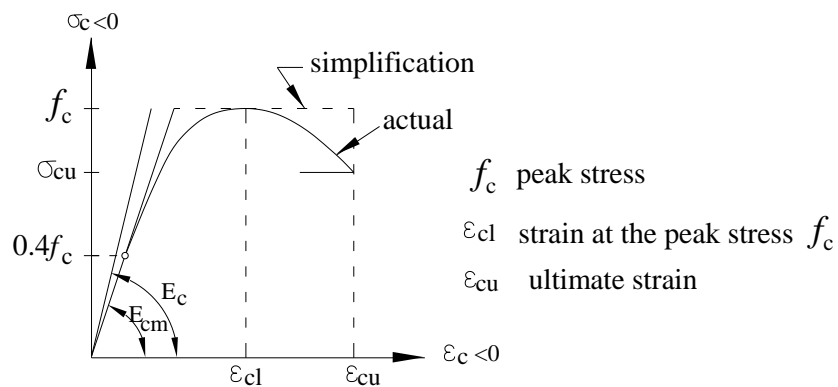 σc<0
simplification
fc
actual
σcu
fc peak stress
0.4fc
εcl strain at the peak stress fc
Ec
εcu ultimate strain
Ecm
εc<0
εcl
εcu